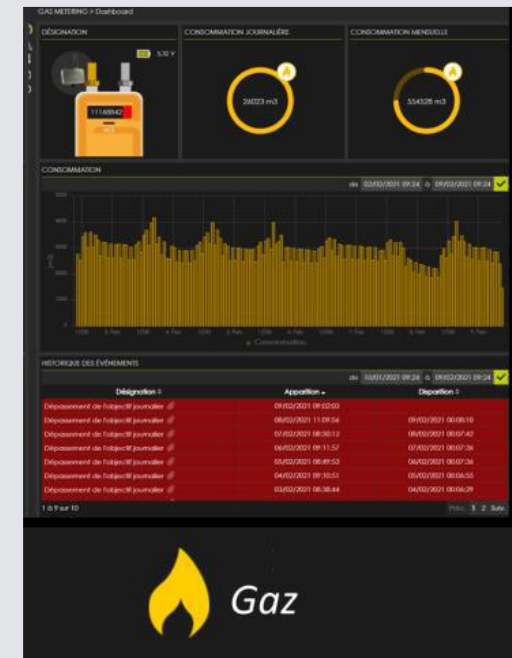 GAS METERING > Dashboard
DÉSIGNATION
CONSOMMATION JOURNALIÈRE
CONSOMMATION MENSUELLE
11168842
26023 m3
554528 m3
CONSOMMATION
de 02/02/2021 09:24 à 09/02/2021 09:24
Consommation
HISTORIQUE DES ÉVÉNEMENTS
de 10/01/2021 09:24 à 09/02/2021 09:24
Désignation Apparition Disparition
Dépassement de l'objectif journalier 09/02/2021 09:02:03
Dépassement de l'objectif journalier 08/02/2021 11:09:56 09/02/2021 00:08:10
Dépassement de l'objectif journalier 07/02/2021 08:50:12 08/02/2021 00:07:42
Dépassement de l'objectif journalier 06/02/2021 09:11:57 07/02/2021 00:07:36
Dépassement de l'objectif journalier 05/02/2021 08:49:53 06/02/2021 00:07:36
Dépassement de l'objectif journalier 04/02/2021 09:10:51 05/02/2021 00:06:55
Dépassement de l'objectif journalier 03/02/2021 08:38:44 04/02/2021 00:06:29
1 à 9 sur 10
Préc. 1 2 Suiv.
Gaz